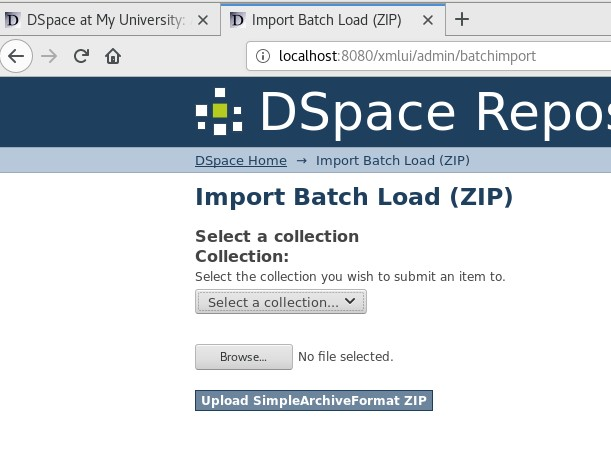 DSpace at My University:
Import Batch Load (ZIP)
localhost:8080/xmlui/admin/batchimport
DSpace Repos
DSpace Home → Import Batch Load (ZIP)
Import Batch Load (ZIP)
Select a collection
Collection:
Select the collection you wish to submit an item to.
Select a collection...
Browse... No file selected.
Upload SimpleArchiveFormat ZIP